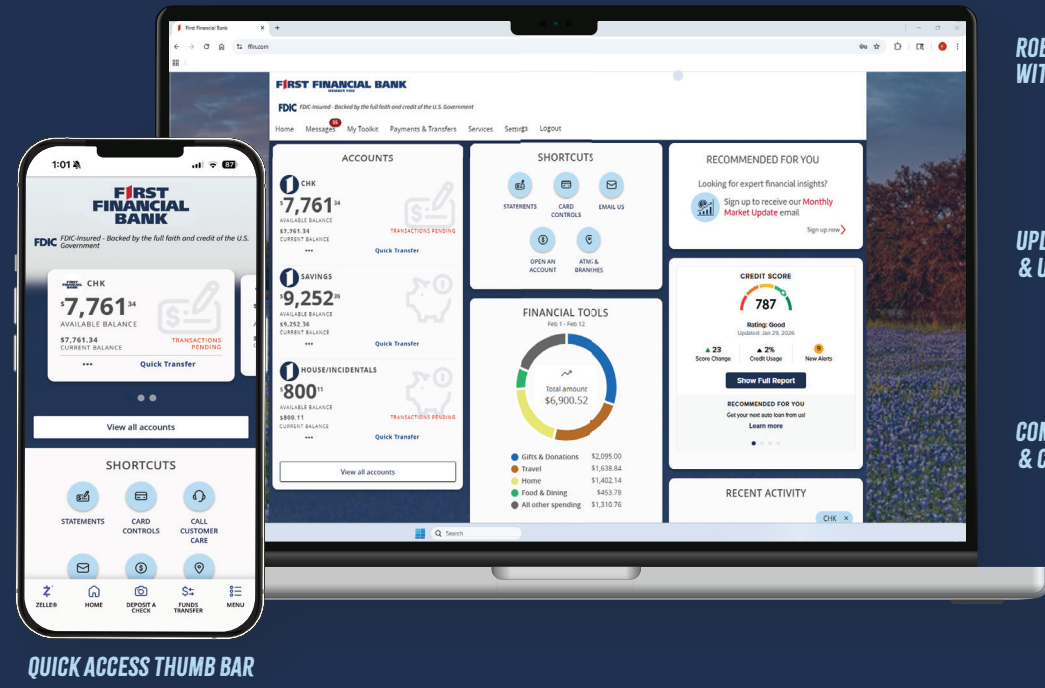 First Financial Bank
ffin.com
FIRST FINANCIAL BANK
MEMBER FDIC
FDIC FDIC-Insured - Backed by the full faith and credit of the U.S. Government
Home Messages 35 My Toolkit Payments & Transfers Services Settings Logout
ACCOUNTS
CHK
$7,761 34
AVAILABLE BALANCE
$7,761.34
CURRENT BALANCE
TRANSACTIONS PENDING
Quick Transfer
SAVINGS
$9,252 36
AVAILABLE BALANCE
$9,252.36
CURRENT BALANCE
Quick Transfer
HOUSE/INCIDENTALS
$800 11
AVAILABLE BALANCE
$800.11
CURRENT BALANCE
TRANSACTIONS PENDING
Quick Transfer
View all accounts
SHORTCUTS
STATEMENTS
CARD
CONTROLS
EMAIL US
OPEN AN
ACCOUNT
ATMS &
BRANCHES
FINANCIAL TOOLS
Feb 1 - Feb 12
Total amount
$6,900.52
Gifts & Donations $2,095.00
Travel $1,638.84
Home $1,402.14
Food & Dining $453.78
All other spending $1,310.76
RECOMMENDED FOR YOU
Looking for expert financial insights?
Sign up to receive our Monthly
Market Update email
Sign up now
CREDIT SCORE
787
Rating: Good
Updated: Jan 29, 2026
23
Score Change
2%
Credit Usage
9
New Alerts
Show Full Report
RECOMMENDED FOR YOU
Get your next auto loan from us!
Learn more
RECENT ACTIVITY
CHK ×
Search
1:01
87
FIRST
FINANCIAL
BANK
FDIC FDIC-Insured - Backed by the full faith and credit of the U.S.
Government
CHK
$7,761 34
AVAILABLE BALANCE
$7,761.34
CURRENT BALANCE
TRANSACTIONS
PENDING
Quick Transfer
View all accounts
SHORTCUTS
STATEMENTS
CARD
CONTROLS
CALL
CUSTOMER
CARE
ZELLE®
HOME
DEPOSIT A
CHECK
FUNDS
TRANSFER
MENU
QUICK ACCESS THUMB BAR
& U
& C